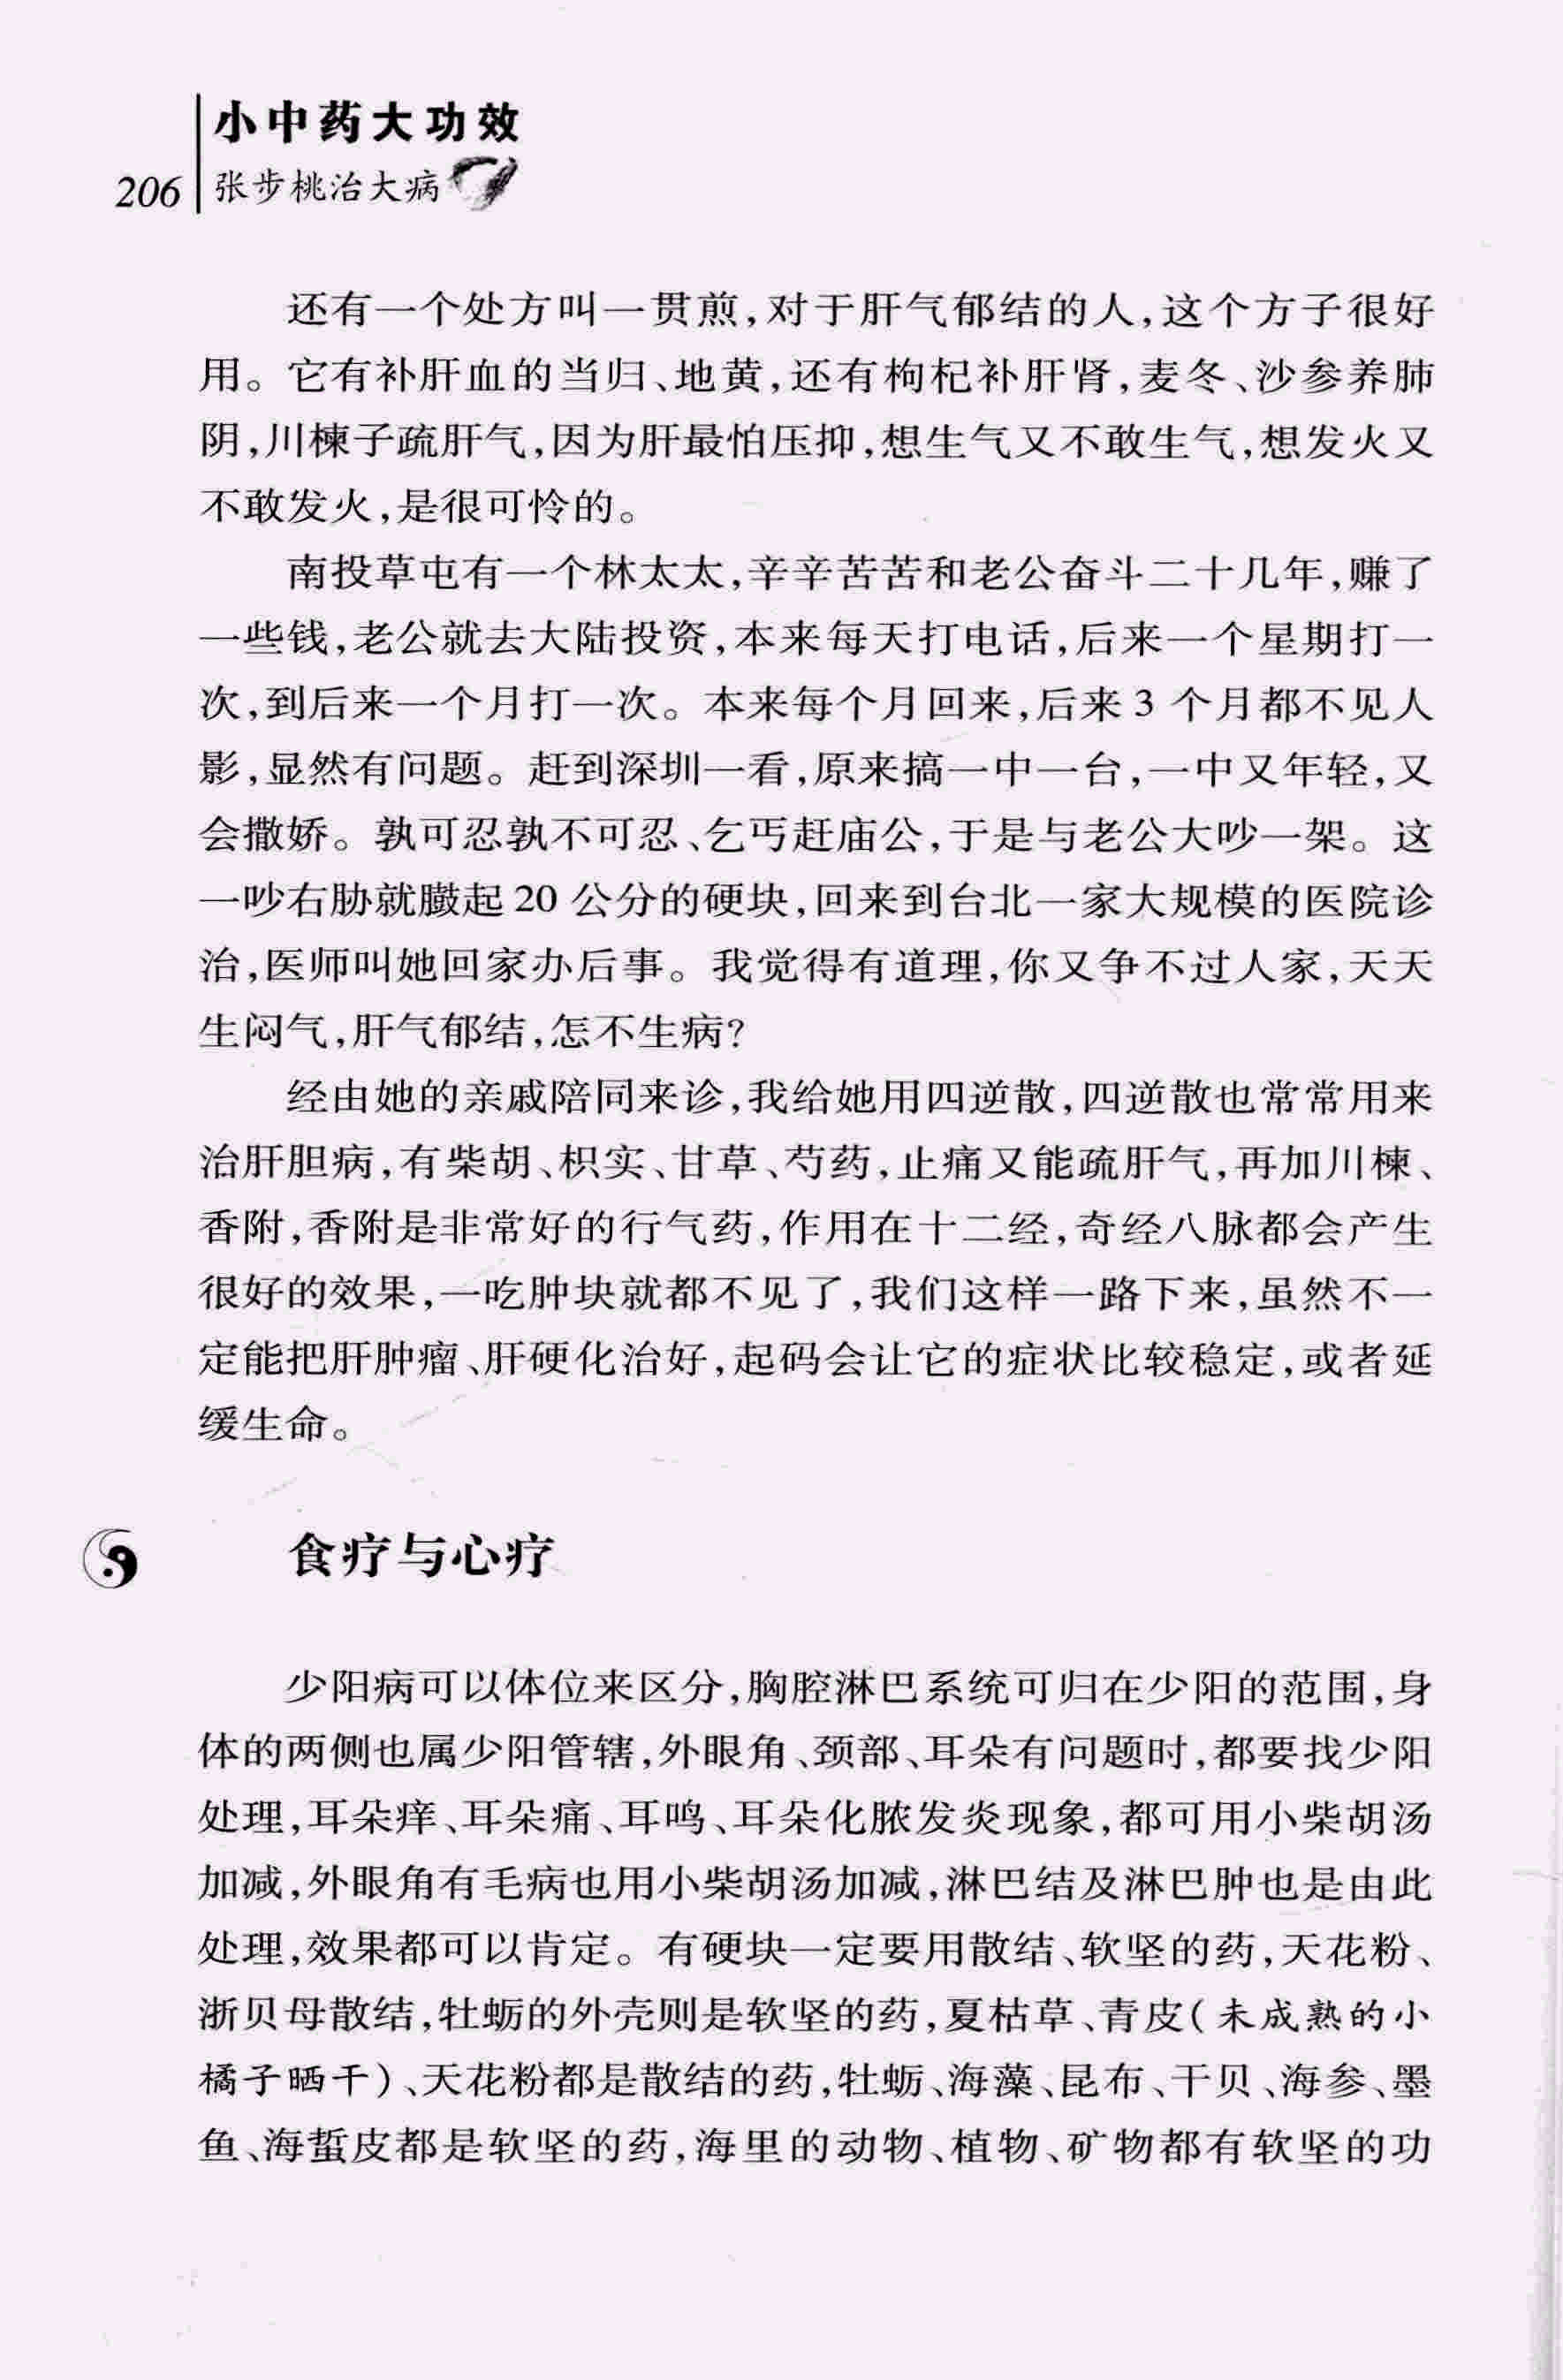 小中药大功效
206 张步桃治大病
还有一个处方叫一贯煎,对于肝气郁结的人,这个方子很好
用。它有补肝血的当归、地黄,还有枸杞补肝肾,麦冬、沙参养肺
阴,川楝子疏肝气,因为肝最怕压抑,想生气又不敢生气,想发火又
不敢发火,是很可怜的。
南投草屯有一个林太太,辛辛苦苦和老公奋斗二十几年,赚了
一些钱,老公就去大陆投资,本来每天打电话,后来一个星期打一
次,到后来一个月打一次。本来每个月回来,后来 3 个月都不见人
影,显然有问题。赶到深圳一看,原来搞一中一台,一中又年轻,又
会撒娇。孰可忍孰不可忍、乞丐赶庙公,于是与老公大吵一架。这
一吵右胁就臌起 20 公分的硬块,回来到台北一家大规模的医院诊
治,医师叫她回家办后事。我觉得有道理,你又争不过人家,天天
生闷气,肝气郁结,怎不生病?
经由她的亲戚陪同来诊,我给她用四逆散,四逆散也常常用来
治肝胆病,有柴胡、枳实、甘草、芍药,止痛又能疏肝气,再加川楝、
香附,香附是非常好的行气药,作用在十二经,奇经八脉都会产生
很好的效果,一吃肿块就都不见了,我们这样一路下来,虽然不一
定能把肝肿瘤、肝硬化治好,起码会让它的症状比较稳定,或者延
缓生命。
食疗与心疗
少阳病可以体位来区分,胸腔淋巴系统可归在少阳的范围,身
体的两侧也属少阳管辖,外眼角、颈部、耳朵有问题时,都要找少阳
处理,耳朵痒、耳朵痛、耳鸣、耳朵化脓发炎现象,都可用小柴胡汤
加减,外眼角有毛病也用小柴胡汤加减,淋巴结及淋巴肿也是由此
处理,效果都可以肯定。有硬块一定要用散结、软坚的药,天花粉、
浙贝母散结,牡蛎的外壳则是软坚的药,夏枯草、青皮(未成熟的小
橘子晒干)、天花粉都是散结的药,牡蛎、海藻、昆布、干贝、海参、墨
鱼、海蜇皮都是软坚的药,海里的动物、植物、矿物都有软坚的功